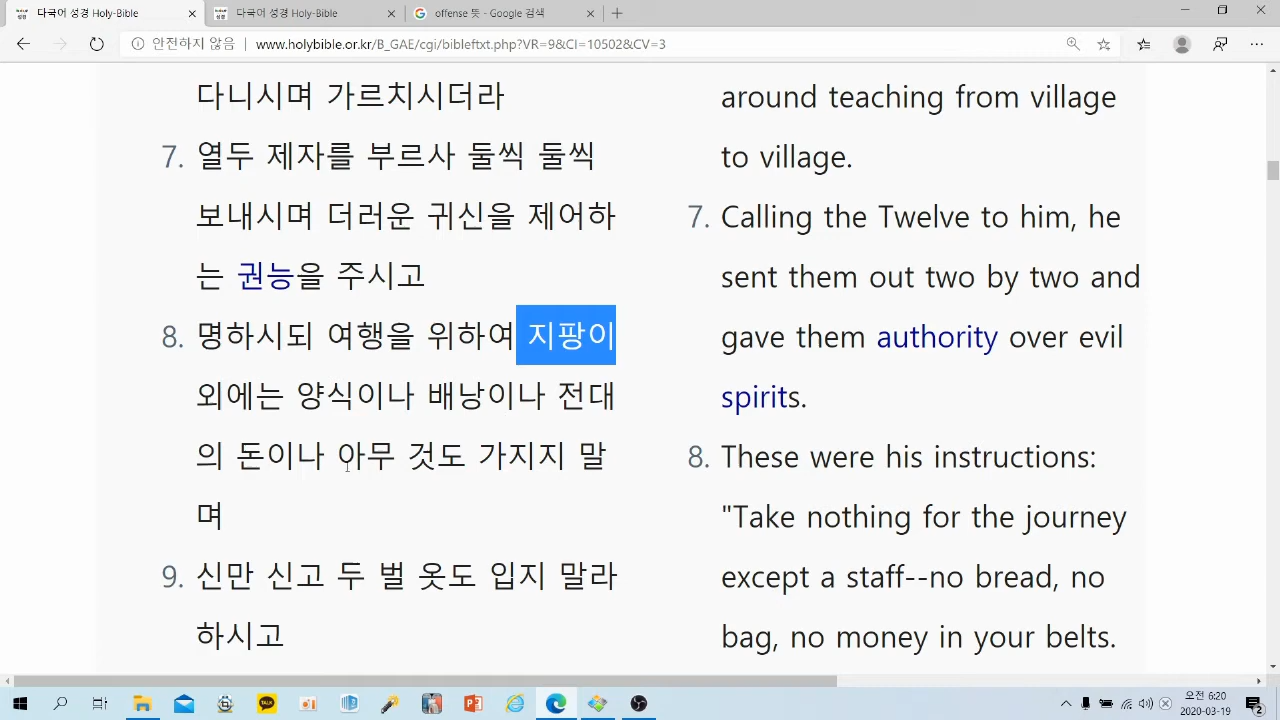 다국어 성경 Holy-Bible
다국어 성경 Holy-Bible
offense 뜻 - Google 검색
안전하지 않음
www.holybible.or.kr/B_GAE/cgi/bibleftxt.php?VR=9&CI=10502&CV=3
다니시며 가르치시더라
7. 열두 제자를 부르사 둘씩 둘씩
보내시며 더러운 귀신을 제어하
는 권능을 주시고
8. 명하시되 여행을 위하여 지팡이
외에는 양식이나 배낭이나 전대
의 돈이나 아무 것도 가지지 말
며
9. 신만 신고 두 벌 옷도 입지 말라
하시고
around teaching from village
to village.
7. Calling the Twelve to him, he
sent them out two by two and
gave them authority over evil
spirits.
8. These were his instructions:
"Take nothing for the journey
except a staff--no bread, no
bag, no money in your belts.
TALK
오전 6:20
2020-03-19
2